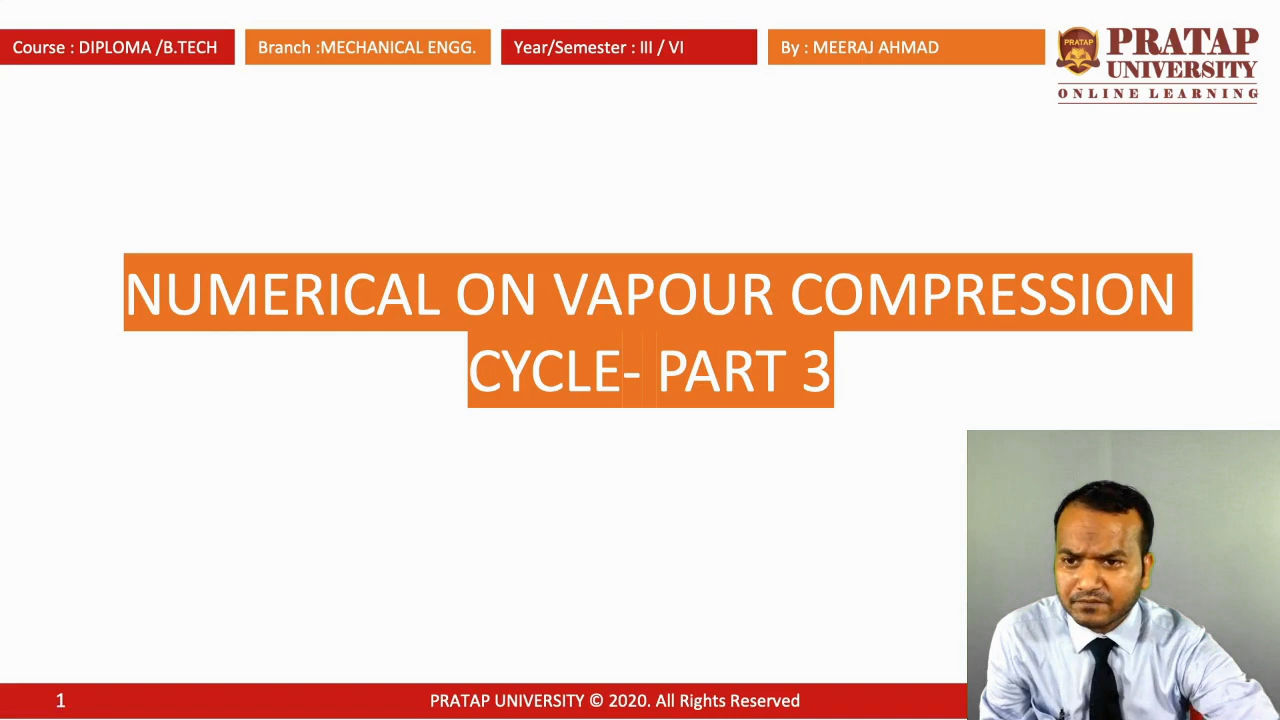 Course : DIPLOMA /B.TECH
Branch :MECHANICAL ENGG.
Year/Semester : III / VI
By : MEERAJ AHMAD
PRATAP
PRATAP
UNIVERSITY
ONLINE LEARNING
NUMERICAL ON VAPOUR COMPRESSION
CYCLE- PART 3
1
PRATAP UNIVERSITY © 2020. All Rights Reserved